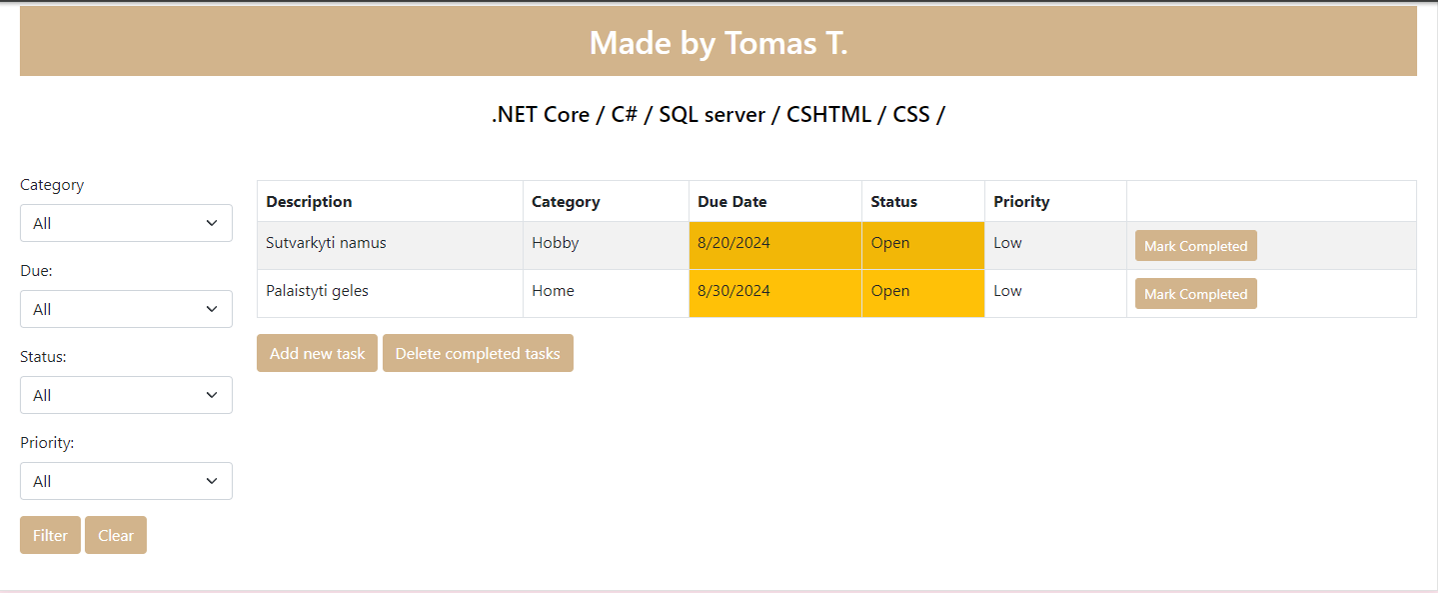 Made by Tomas T.
.NET Core / C# / SQL server / CSHTML / CSS /
Category
All
Due:
All
Status:
All
Priority:
All
Filter Clear
Description Category Due Date Status Priority
Sutvarkyti namus Hobby 8/20/2024 Open Low Mark Completed
Palaistyti geles Home 8/30/2024 Open Low Mark Completed
Add new task Delete completed tasks